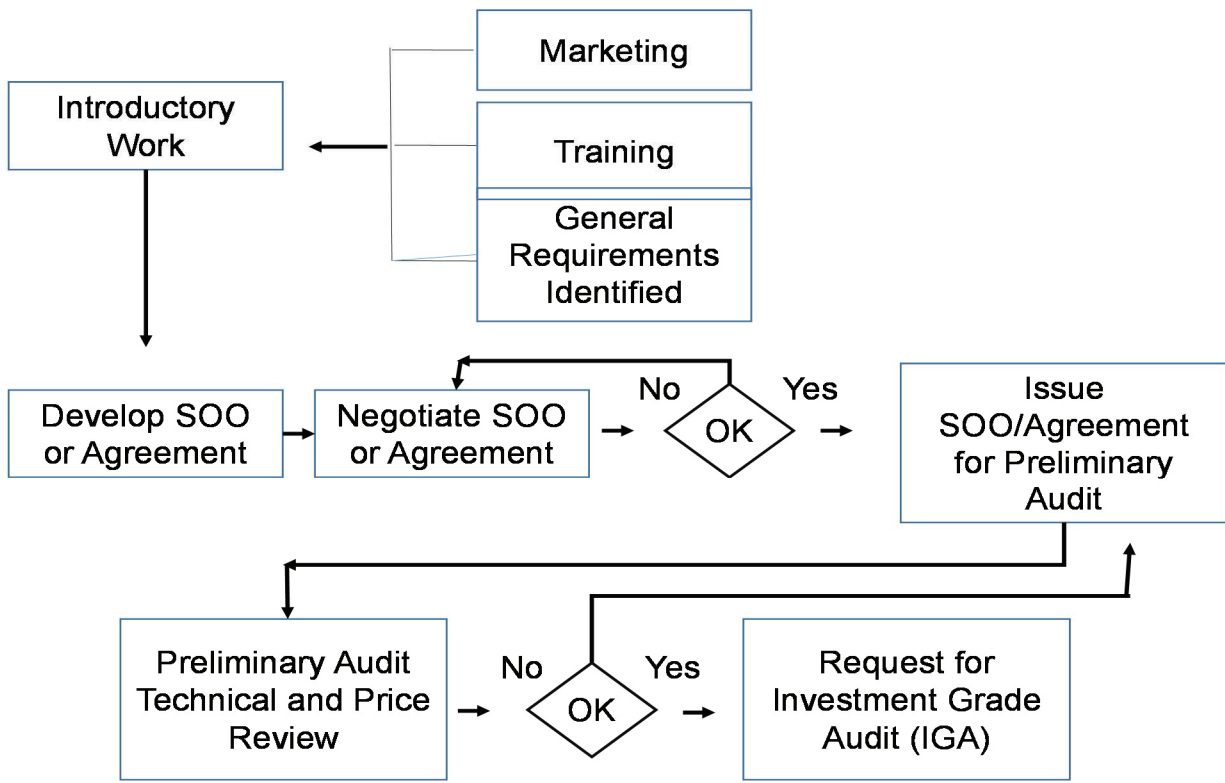 Marketing
Introductory
Work
Training
General
Requirements
Identified
Develop SOO
or Agreement
Negotiate SOO
or Agreement
No
OK
Yes
Issue
SOO/Agreement
for Preliminary
Audit
Preliminary Audit
Technical and Price
Review
No
OK
Yes
Request for
Investment Grade
Audit (IGA)